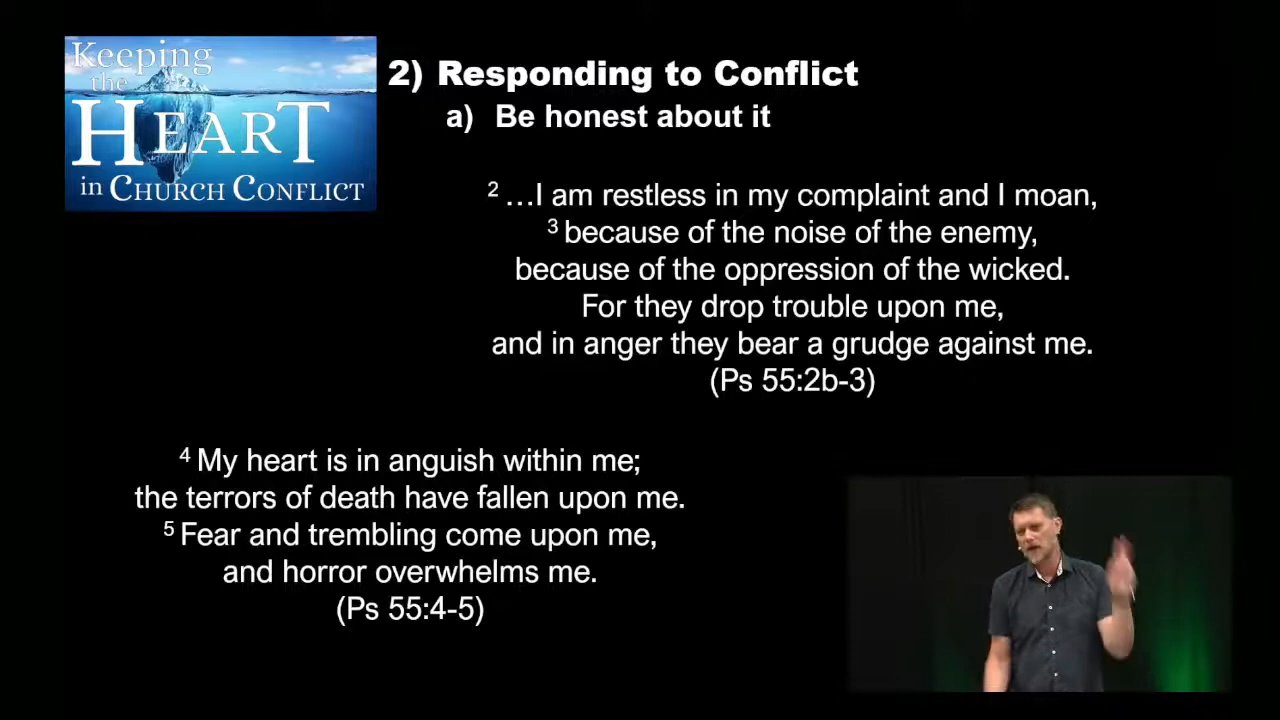 Keeping
the
HEART
in CHURCH CONFLICT
2) Responding to Conflict
a) Be honest about it
2 …I am restless in my complaint and I moan,
3 because of the noise of the enemy,
because of the oppression of the wicked.
For they drop trouble upon me,
and in anger they bear a grudge against me.
(Ps 55:2b-3)
4 My heart is in anguish within me;
the terrors of death have fallen upon me.
5 Fear and trembling come upon me,
and horror overwhelms me.
(Ps 55:4-5)